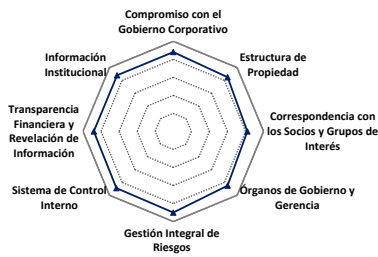 Compromiso con el
Gobierno Corporativo
Estructura de
Propiedad
Correspondencia con
los Socios y Grupos de
Interés
Órganos de Gobierno y
Gerencia
Gestión Integral de
Riesgos
Sistema de Control
Interno
Transparencia
Financiera y
Revelación de
Información
Información
Institucional